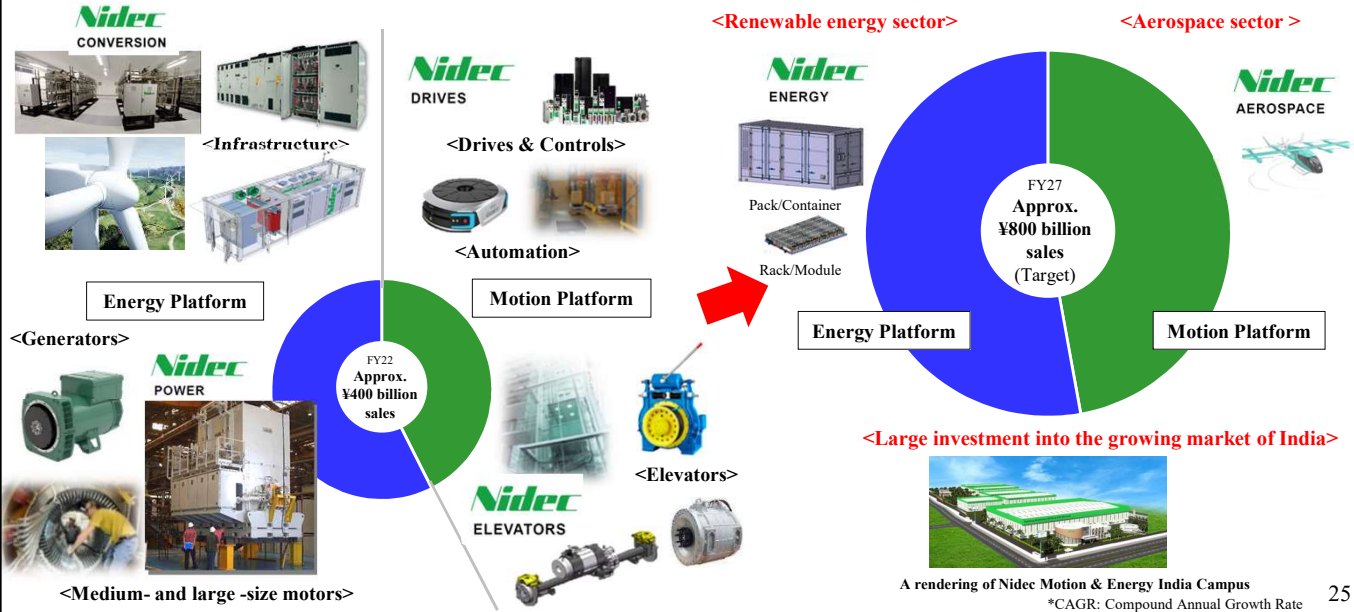 Nidec
CONVERSION
<Infrastructure>
Nidec
DRIVES
<Drives & Controls>
<Automation>
Energy Platform
Motion Platform
<Generators>
Nidec
POWER
FY22
Approx.
¥400 billion
sales
<Medium- and large -size motors>
<Elevators>
Nidec
ELEVATORS
<Renewable energy sector>
<Aerospace sector >
Nidec
ENERGY
Pack/Container
Rack/Module
Nidec
AEROSPACE
FY27
Approx.
¥800 billion
sales
(Target)
Energy Platform
Motion Platform
<Large investment into the growing market of India>
A rendering of Nidec Motion & Energy India Campus
*CAGR: Compound Annual Growth Rate
25